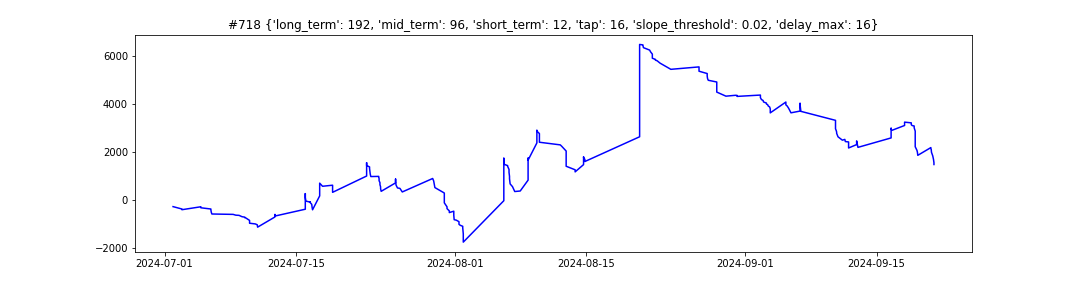 #718 {'long_term': 192, 'mid_term': 96, 'short_term': 12, 'tap': 16, 'slope_threshold': 0.02, 'delay_max': 16}
6000
4000
2000
0
−2000
2024-07-01 2024-07-15 2024-08-01 2024-08-15 2024-09-01 2024-09-15